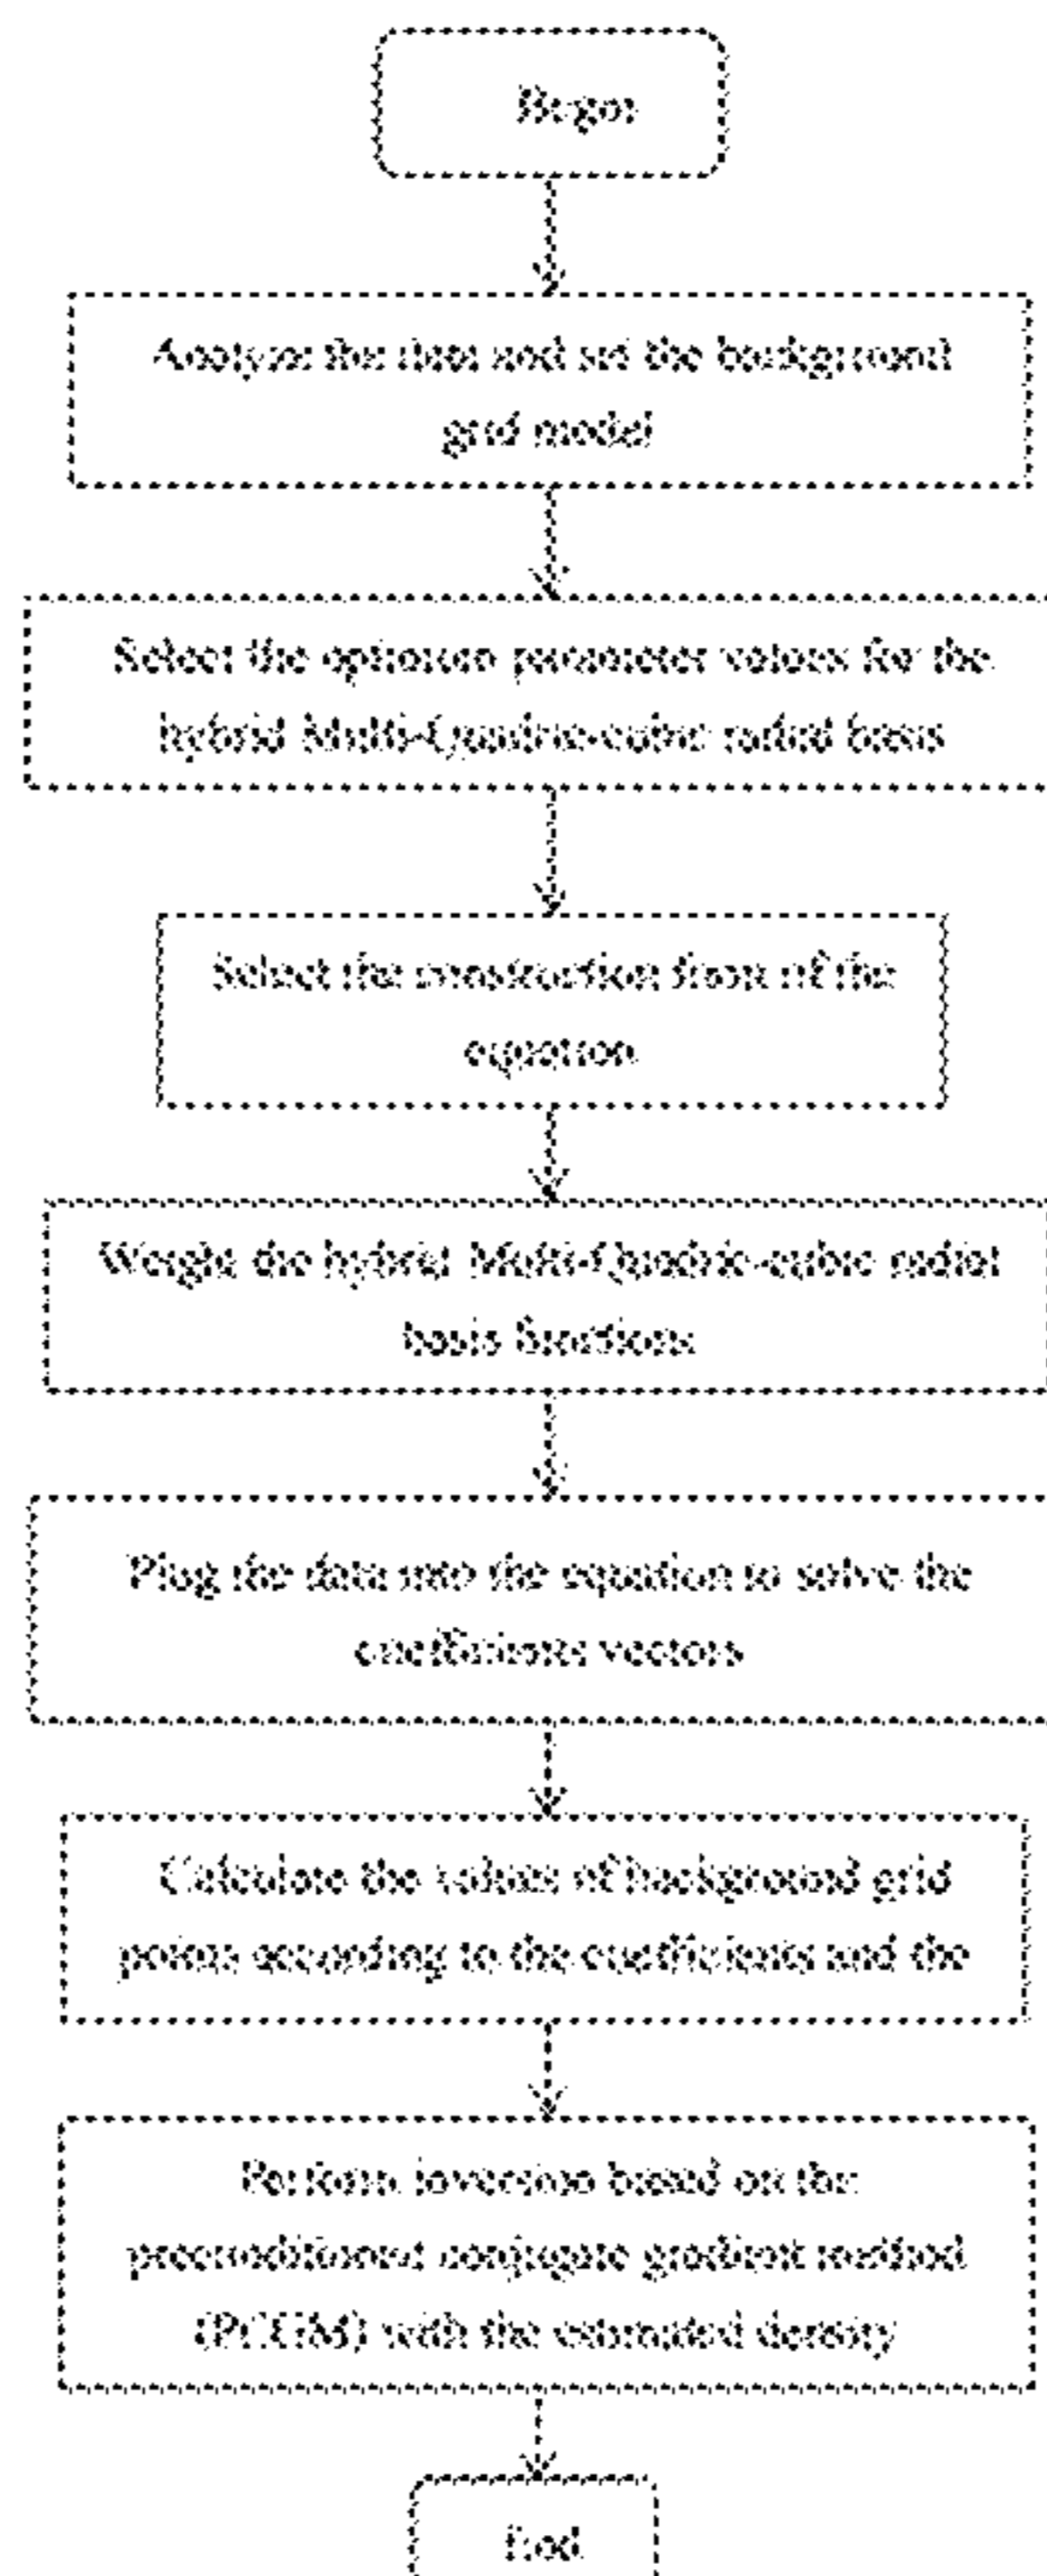 Begin
Analyze the data and set the background
grid model
Select the optimum parameter values for the
hybrid Multi-Quadric-cubic radial basis
Select the construction from of the
equation
Weight the hybrid Multi-Quadric-cubic radial
basis functions
Plug the data into the equation to solve the
coefficients vectors
Calculate the values of background grid
points according to the coefficients and the
Perform inversion based on the
preconditioned conjugate gradient method
(PCGM) with the estimated density
End